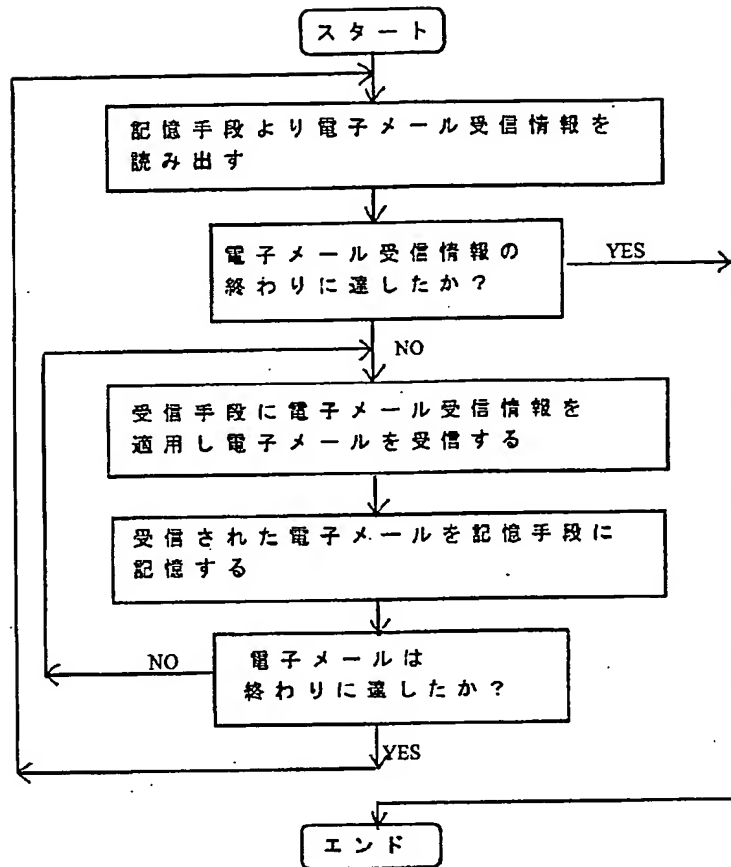 スタート
記憶手段より電子メール受信情報を
読み出す
電子メール受信情報の
終わりに達したか?
YES
NO
受信手段に電子メール受信情報を
適用し電子メールを受信する
受信された電子メールを記憶手段に
記憶する
電子メールは
終わりに達したか?
NO
YES
エンド